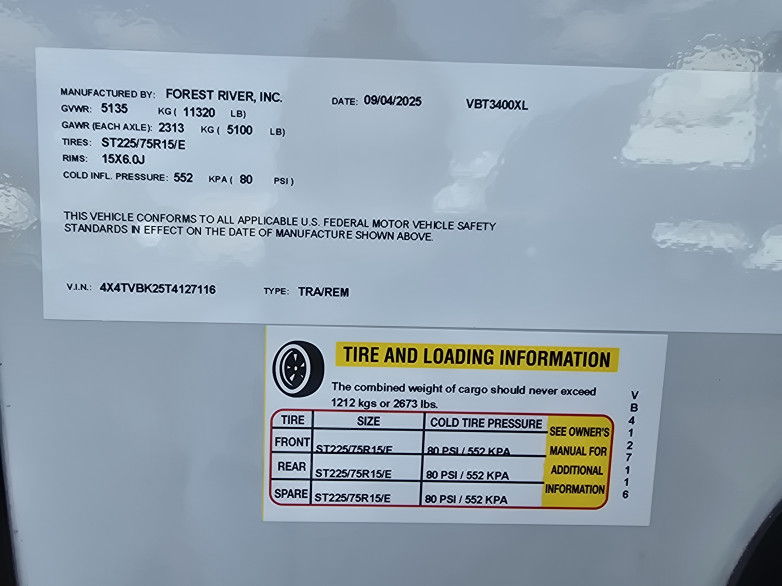 MANUFACTURED BY: FOREST RIVER, INC. DATE: 09/04/2025 VBT3400XL
GVWR: 5135 KG ( 11320 LB)
GAWR (EACH AXLE): 2313 KG ( 5100 LB)
TIRES: ST225/75R15/E
RIMS: 15X6.0J
COLD INFL. PRESSURE: 552 KPA ( 80 PSI )
THIS VEHICLE CONFORMS TO ALL APPLICABLE U.S. FEDERAL MOTOR VEHICLE SAFETY
STANDARDS IN EFFECT ON THE DATE OF MANUFACTURE SHOWN ABOVE.
V.I.N.: 4X4TVBK25T4127116 TYPE: TRA/REM
TIRE AND LOADING INFORMATION
The combined weight of cargo should never exceed
1212 kgs or 2673 lbs.
TIRE SIZE COLD TIRE PRESSURE
FRONT ST225/75R15/E 80 PSI / 552 KPA
REAR ST225/75R15/E 80 PSI / 552 KPA
SPARE ST225/75R15/E 80 PSI / 552 KPA
SEE OWNER'S
MANUAL FOR
ADDITIONAL
INFORMATION
VB4127116